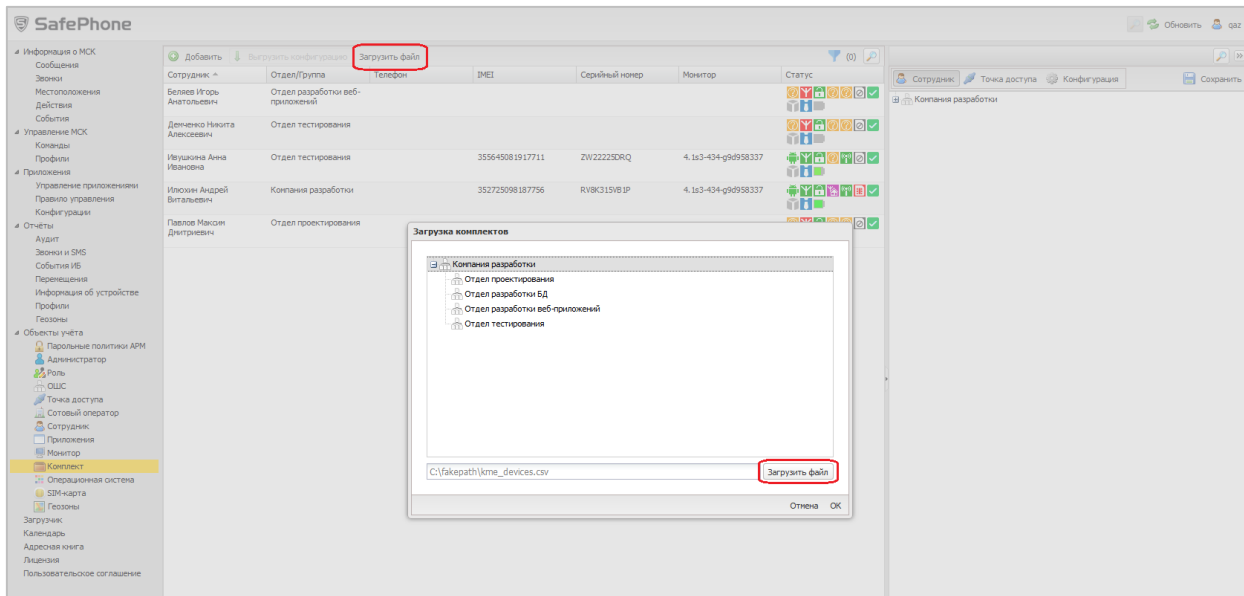 SafePhone
Обновить qaz
Информация о МСК
Сообщения
Звонки
Местоположения
Действия
События
Управление МСК
Команды
Профили
Приложения
Управление приложениями
Правило управления
Конфигурации
Отчёты
Аудит
Звонки и SMS
События ИБ
Перемещения
Информация об устройстве
Профили
Геозоны
Объекты учёта
Парольные политики АРМ
Администратор
Роль
ОШС
Точка доступа
Сотовый оператор
Сотрудник
Приложения
Монитор
Комплект
Операционная система
SIM-карта
Геозоны
Загрузчик
Календарь
Адресная книга
Лицензия
Пользовательское соглашение
Добавить Выгрузить конфигурацию Загрузить файл (0)
Сотрудник Отдел/Группа Телефон IMEI Серийный номер Монитор Статус
Беляев Игорь Отдел разработки веб-
Анатольевич приложений
Демченко Никита Отдел тестирования
Алексеевич
Ивушкина Анна Отдел тестирования 355645081917711 ZW22225DRQ 4.1s3-434-g9d958337
Ивановна
Илюхин Андрей Компания разработки 352725098187756 RV8K315VB1P 4.1s3-434-g9d958337
Витальевич
Павлов Максим Отдел проектирования
Дмитриевич
Загрузка комплектов
Компания разработки
Отдел проектирования
Отдел разработки БД
Отдел разработки веб-приложений
Отдел тестирования
C:\fakepath\kme_devices.csv Загрузить файл
Отмена OK
Сотрудник Точка доступа Конфигурация Сохранить
Компания разработки